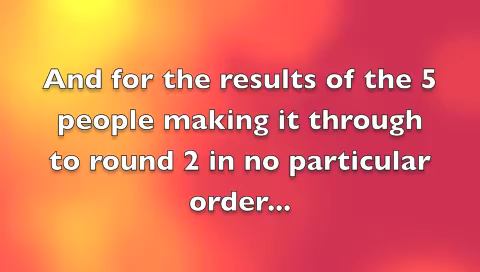 And for the results of the 5
people making it through
to round 2 in no particular
order...